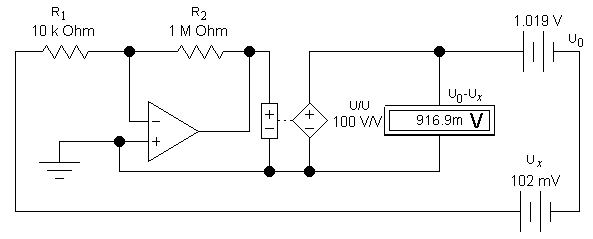 R1 R2
10 k Ohm 1 M Ohm
1.019 V
U0
U/U
100 V/V
U0-Ux
916.9m V
Ux
102 mV